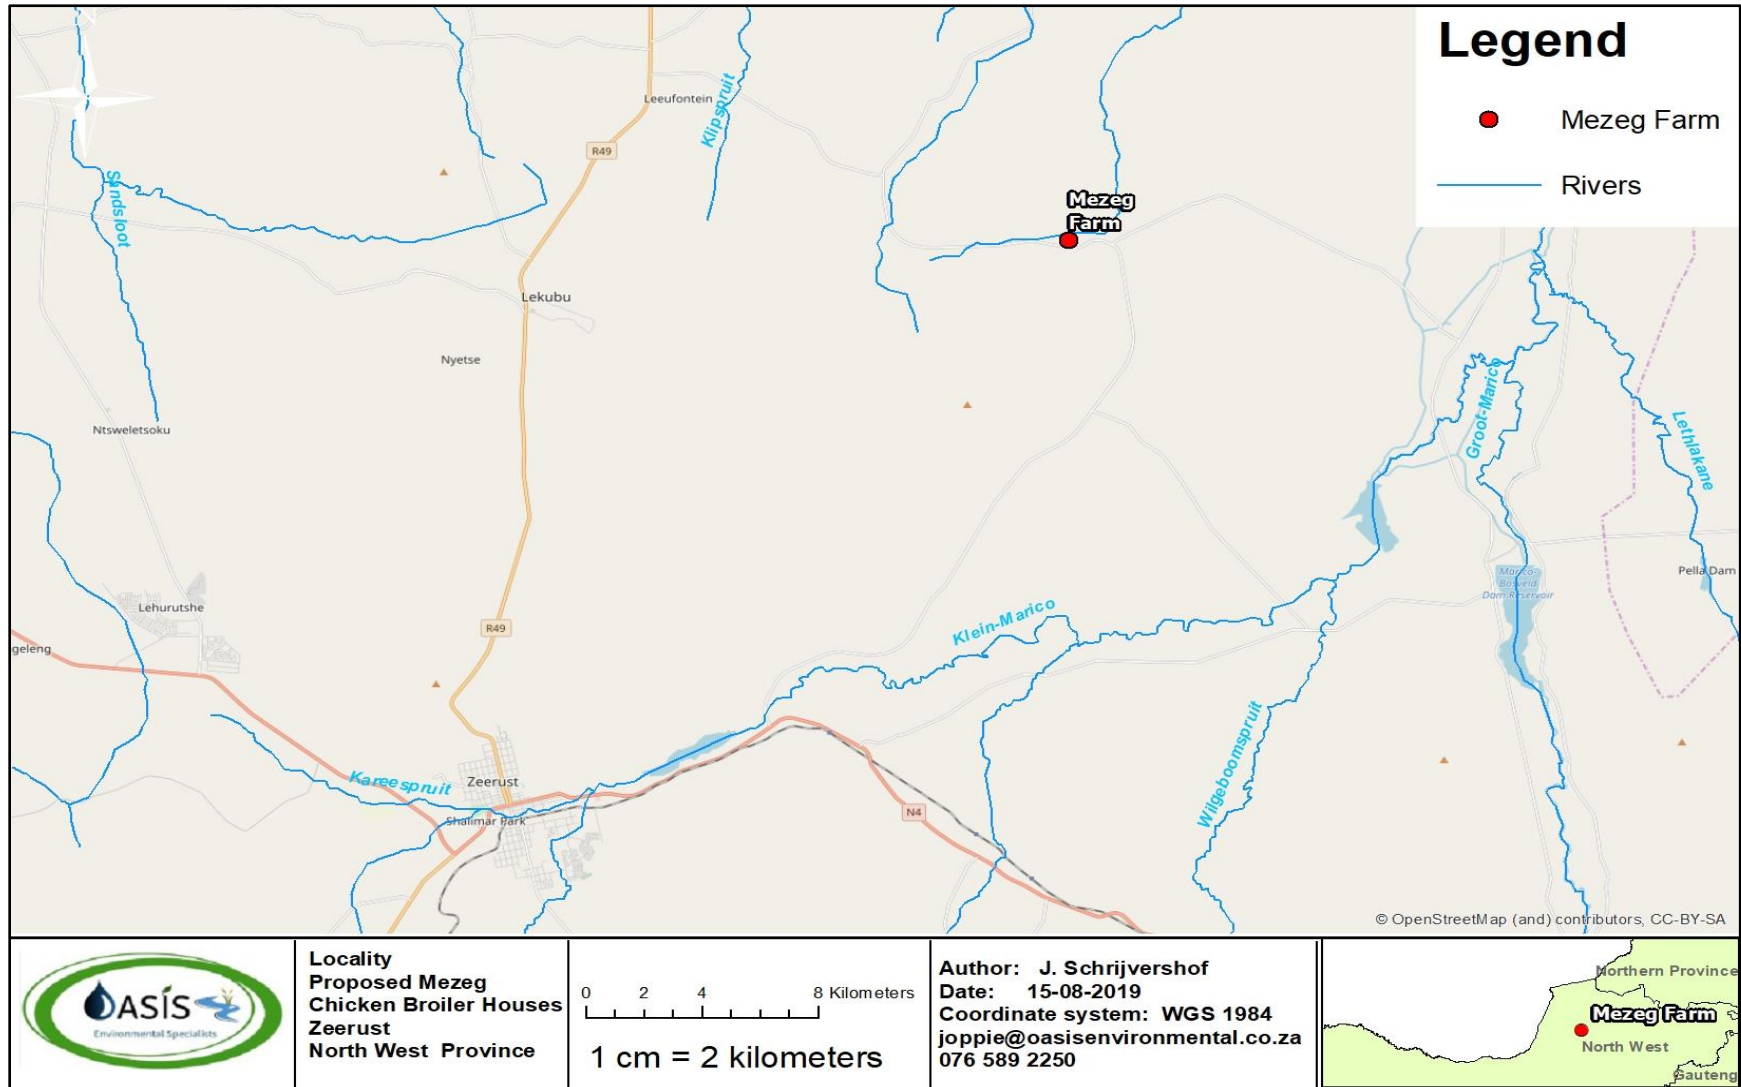 Legend
Mezeg Farm
Rivers
Leeufontein
Klipspruit
R49
Sandsloot
Mezeg
Farm
Lekubu
Nyetse
Ntsweletsoku
Groot-Marico
Lethlakane
Marico-
Bosveld
Dam Reservoir
Pella Dam
Lehurutshe
geleng
R49
Klein-Marico
Wilgeboomspruit
Kareespruit
Zeerust
Shalimar Park
N4
© OpenStreetMap (and) contributors, CC-BY-SA
OASIS
Environmental Specialists
Locality
Proposed Mezeg
Chicken Broiler Houses
Zeerust
North West Province
0 2 4 8 Kilometers
1 cm = 2 kilometers
Author: J. Schrijvershof
Date: 15-08-2019
Coordinate system: WGS 1984
joppie@oasisenvironmental.co.za
076 589 2250
Northern Province
Mezeg Farm
North West
Gauteng